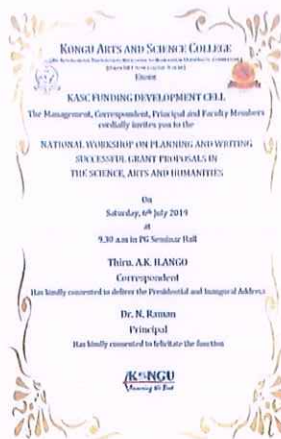 KONGU ARTS AND SCIENCE COLLEGE
Erode
KASC FUNDING DEVELOPMENT CELL
The Management, Correspondent, Principal and Faculty Members
cordially invites you to the
NATIONAL WORKSHOP ON PLANNING AND WRITING
SUCCESSFUL GRANT PROPOSALS IN
THE SCIENCE, ARTS AND HUMANITIES
On
Saturday, 6th July 2019
at
9.30 a.m in PG Seminar Hall
Thiru. A.K. ILANGO
Correspondent
Has kindly consented to deliver the Presidential and Inaugural Address
Dr. N. Raman
Principal
Has kindly consented to felicitate the function
KONGU